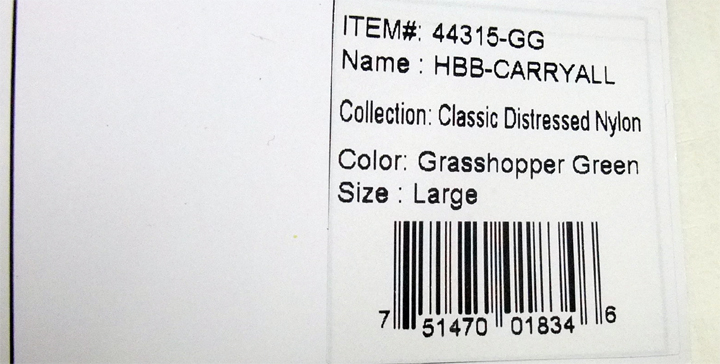 ITEM#: 44315-GG
Name : HBB-CARRYALL
Collection: Classic Distressed Nylon
Color: Grasshopper Green
Size : Large
7 51470 01834 6